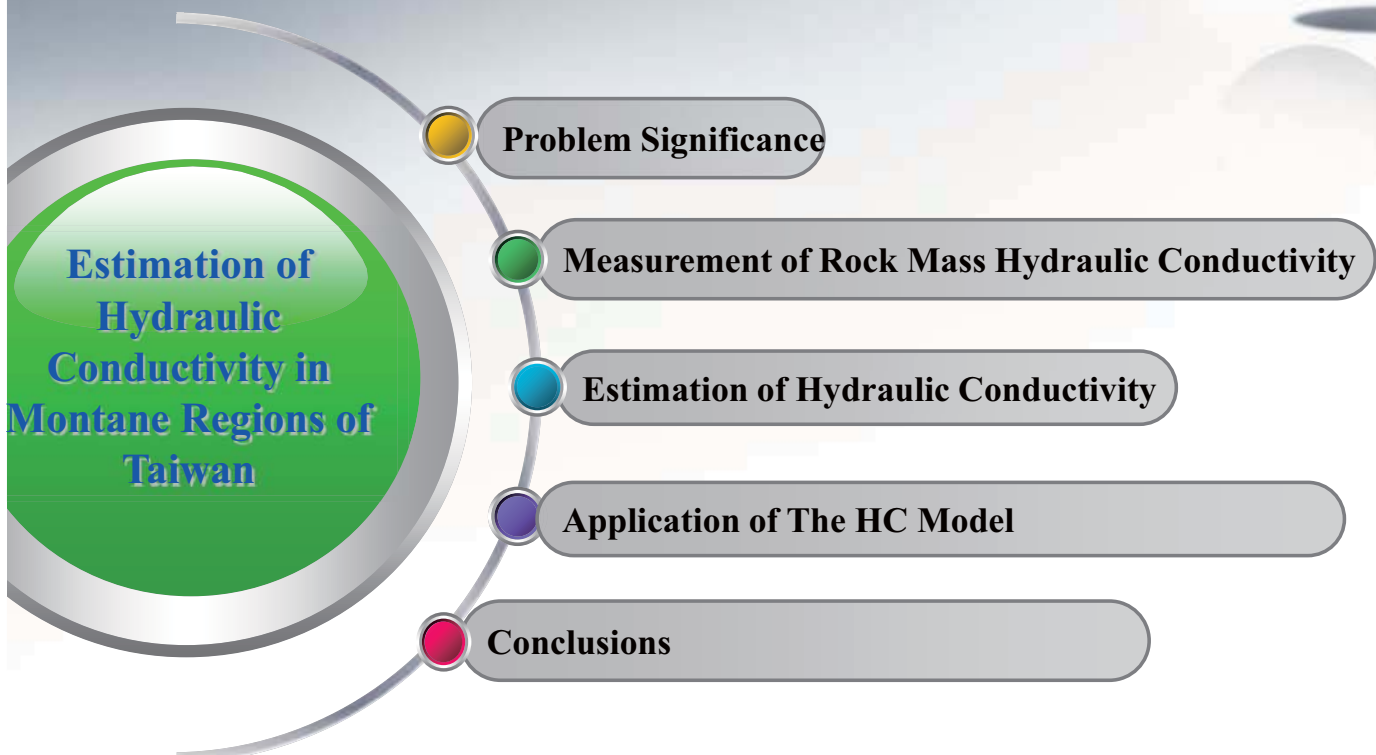 Estimation of
Hydraulic
Conductivity in
Montane Regions of
Taiwan
Problem Significance
Measurement of Rock Mass Hydraulic Conductivity
Estimation of Hydraulic Conductivity
Application of The HC Model
Conclusions